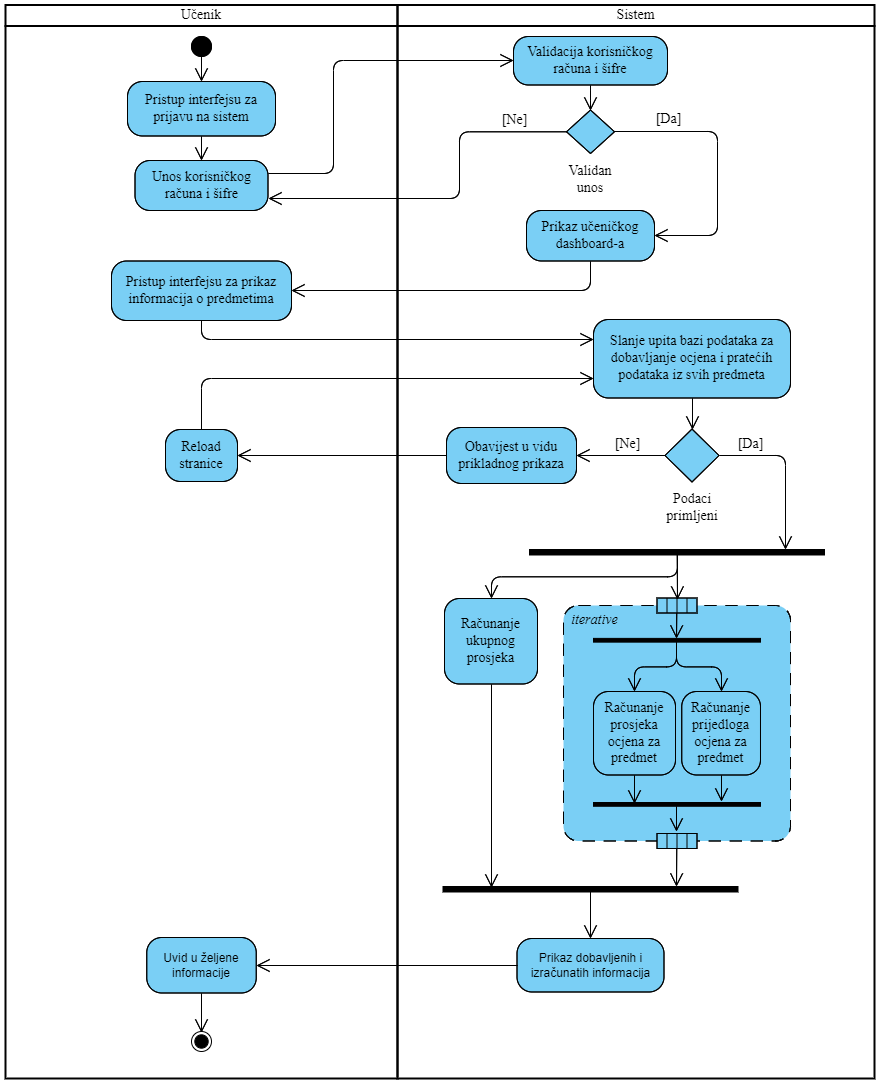 Učenik
Sistem
Validacija korisničkog
računa i šifre
Pristup interfejsu za
prijavu na sistem
[Ne]
[Da]
Validan
unos
Unos korisničkog
računa i šifre
Prikaz učeničkog
dashboard-a
Pristup interfejsu za prikaz
informacija o predmetima
Slanje upita bazi podataka za
dobavljanje ocjena i pratećih
podataka iz svih predmeta
Reload
stranice
Obavijest u vidu
prikladnog prikaza
[Ne]
[Da]
Podaci
primljeni
Računanje
ukupnog
prosjeka
iterative
Računanje
prosjeka
ocjena za
predmet
Računanje
prijedloga
ocjena za
predmet
Uvid u željene
informacije
Prikaz dobavljenih i
izračunatih informacija